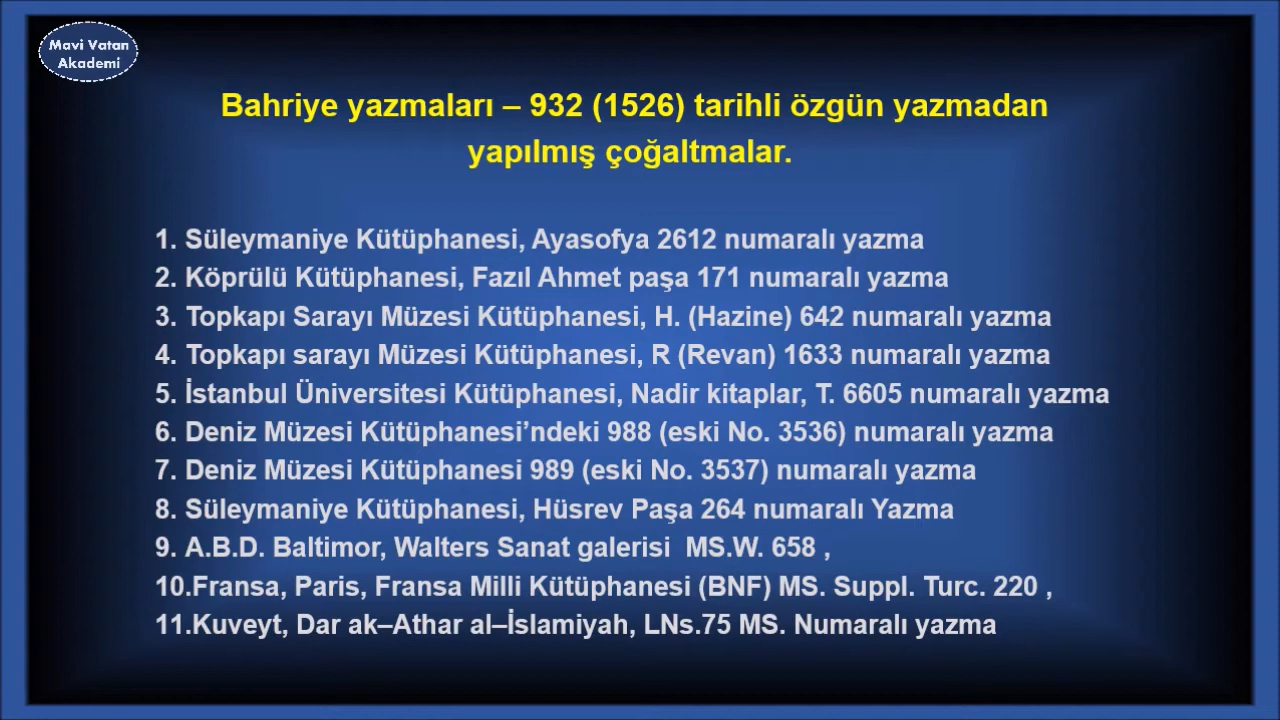 Mavi Vatan
Akademi
Bahriye yazmaları – 932 (1526) tarihli özgün yazmadan
yapılmış çoğaltmalar.
1. Süleymaniye Kütüphanesi, Ayasofya 2612 numaralı yazma
2. Köprülü Kütüphanesi, Fazıl Ahmet paşa 171 numaralı yazma
3. Topkapı Sarayı Müzesi Kütüphanesi, H. (Hazine) 642 numaralı yazma
4. Topkapı sarayı Müzesi Kütüphanesi, R (Revan) 1633 numaralı yazma
5. İstanbul Üniversitesi Kütüphanesi, Nadir kitaplar, T. 6605 numaralı yazma
6. Deniz Müzesi Kütüphanesi’ndeki 988 (eski No. 3536) numaralı yazma
7. Deniz Müzesi Kütüphanesi 989 (eski No. 3537) numaralı yazma
8. Süleymaniye Kütüphanesi, Hüsrev Paşa 264 numaralı Yazma
9. A.B.D. Baltimor, Walters Sanat galerisi  MS.W. 658 ,
10.Fransa, Paris, Fransa Milli Kütüphanesi (BNF) MS. Suppl. Turc. 220 ,
11.Kuveyt, Dar ak–Athar al–İslamiyah, LNs.75 MS. Numaralı yazma